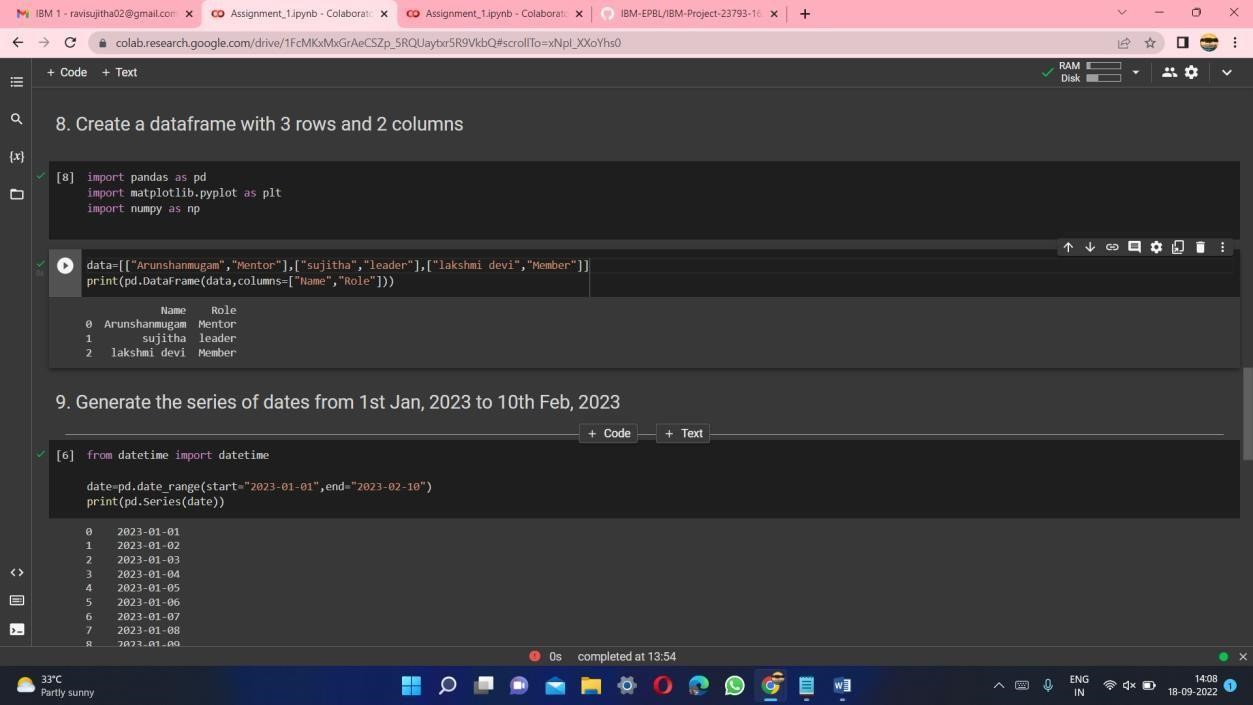 IBM 1 - ravisujitha02@gmail.com
Assignment_1.ipynb - Colaborato
Assignment_1.ipynb - Colaborato
IBM-EPBL/IBM-Project-23793-16
colab.research.google.com/drive/1FcMKxMxGrAeCSZp_5RQUaytxr5R9VkbQ#scrollTo=xNpI_XXoYhs0
+ Code + Text
RAM
Disk
8. Create a dataframe with 3 rows and 2 columns
[8] import pandas as pd
import matplotlib.pyplot as plt
import numpy as np
data=[["Arunshanmugam","Mentor"],["sujitha","leader"],["lakshmi devi","Member"]]
print(pd.DataFrame(data,columns=["Name","Role"]))
0s
Name Role
0 Arunshanmugam Mentor
1 sujitha leader
2 lakshmi devi Member
9. Generate the series of dates from 1st Jan, 2023 to 10th Feb, 2023
+ Code + Text
[6] from datetime import datetime
date=pd.date_range(start="2023-01-01",end="2023-02-10")
print(pd.Series(date))
0 2023-01-01
1 2023-01-02
2 2023-01-03
3 2023-01-04
4 2023-01-05
5 2023-01-06
6 2023-01-07
7 2023-01-08
8 2023-01-09
0s completed at 13:54
33°C
Partly sunny
ENG
IN
14:08
18-09-2022
1